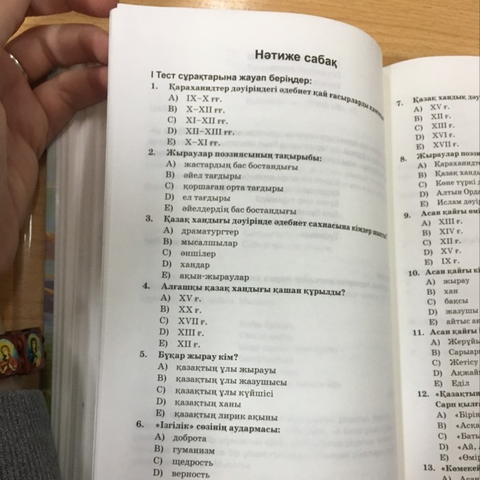 Нәтиже сабақ
I Тест сұрақтарына жауап беріңдер:
1. Қараханидтер дәуіріндегі әдебиет қай ғасырларды
A) IX–X ғғ.
B) X–XII ғғ.
C) XI–XII ғғ.
D) XII–XIII ғғ.
E) X–XI ғғ.
2. Жыраулар поэзиясының тақырыбы:
A) жастардың бас бостандығы
B) әйел тағдыры
C) қоршаған орта тағдыры
D) ел тағдыры
E) әйелдердің бас бостандығы
3. Қазақ хандығы дәуірінде әдебиет сахнасына кімдер шықты?
A) драматургтер
B) мысалшылар
C) әншілер
D) хандар
E) ақын-жыраулар
4. Алғашқы қазақ хандығы қашан құрылды?
A) XV ғ.
B) XX ғ.
C) XVII ғ.
D) XIII ғ.
E) XII ғ.
5. Бұқар жырау кім?
A) қазақтың ұлы жырауы
B) қазақтың ұлы жазушысы
C) қазақтың ұлы күйшісі
D) қазақтың ханы
E) қазақтың лирик ақыны
6. «Ізгілік» сөзінің аудармасы:
A) доброта
B) гуманизм
C) щедрость
D) верность
7. Қазақ хандық дәу
A) XV ғ.
B) XII ғ.
C) XIII ғ.
D) XVI ғ.
E) XVII ғ.
8. Жыраулар поэзи
A) Қараханидт
B) Қазақ ханд
C) Көне түркі
D) Алтын Орд
E) Ислам дәуі
9. Асан қайғы өмі
A) XIII ғ.
B) XIV ғ.
C) XII ғ.
D) XV ғ.
E) IX ғ.
10. Асан қайғы кі
A) жырау
B) хан
C) бақсы
D) жазушы
E) айтыс ақ
11. Асан қайғы
A) Жерұйы
B) Сарыарқ
C) Жетісу
D) Ақжай
E) Еділ
12. «Қазақтың
Сарп қылғ
A) «Бірін
B) «Асқа
C) «Баты
D) «Ай,
E) «Өмір
13. «Көмекей
A) Асан